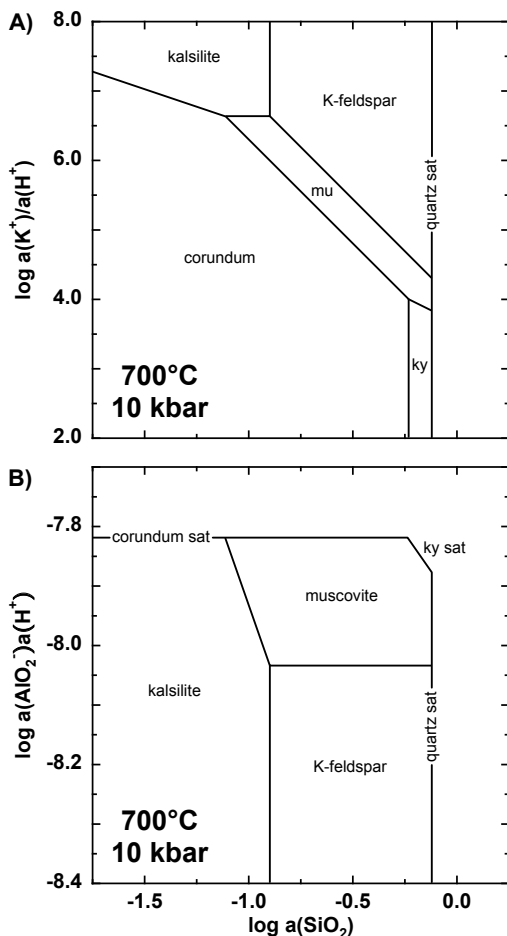 A)
8.0
kalsilite
K-feldspar
6.0
log a(K⁺)/a(H⁺)
mu
quartz sat
corundum
4.0
700°C
10 kbar
ky
2.0
B)
-7.8
corundum sat
ky sat
muscovite
log a(AlO₂⁻)a(H⁺)
-8.0
kalsilite
quartz sat
-8.2
K-feldspar
700°C
10 kbar
-8.4
-1.5 -1.0 -0.5 0.0
log a(SiO₂)